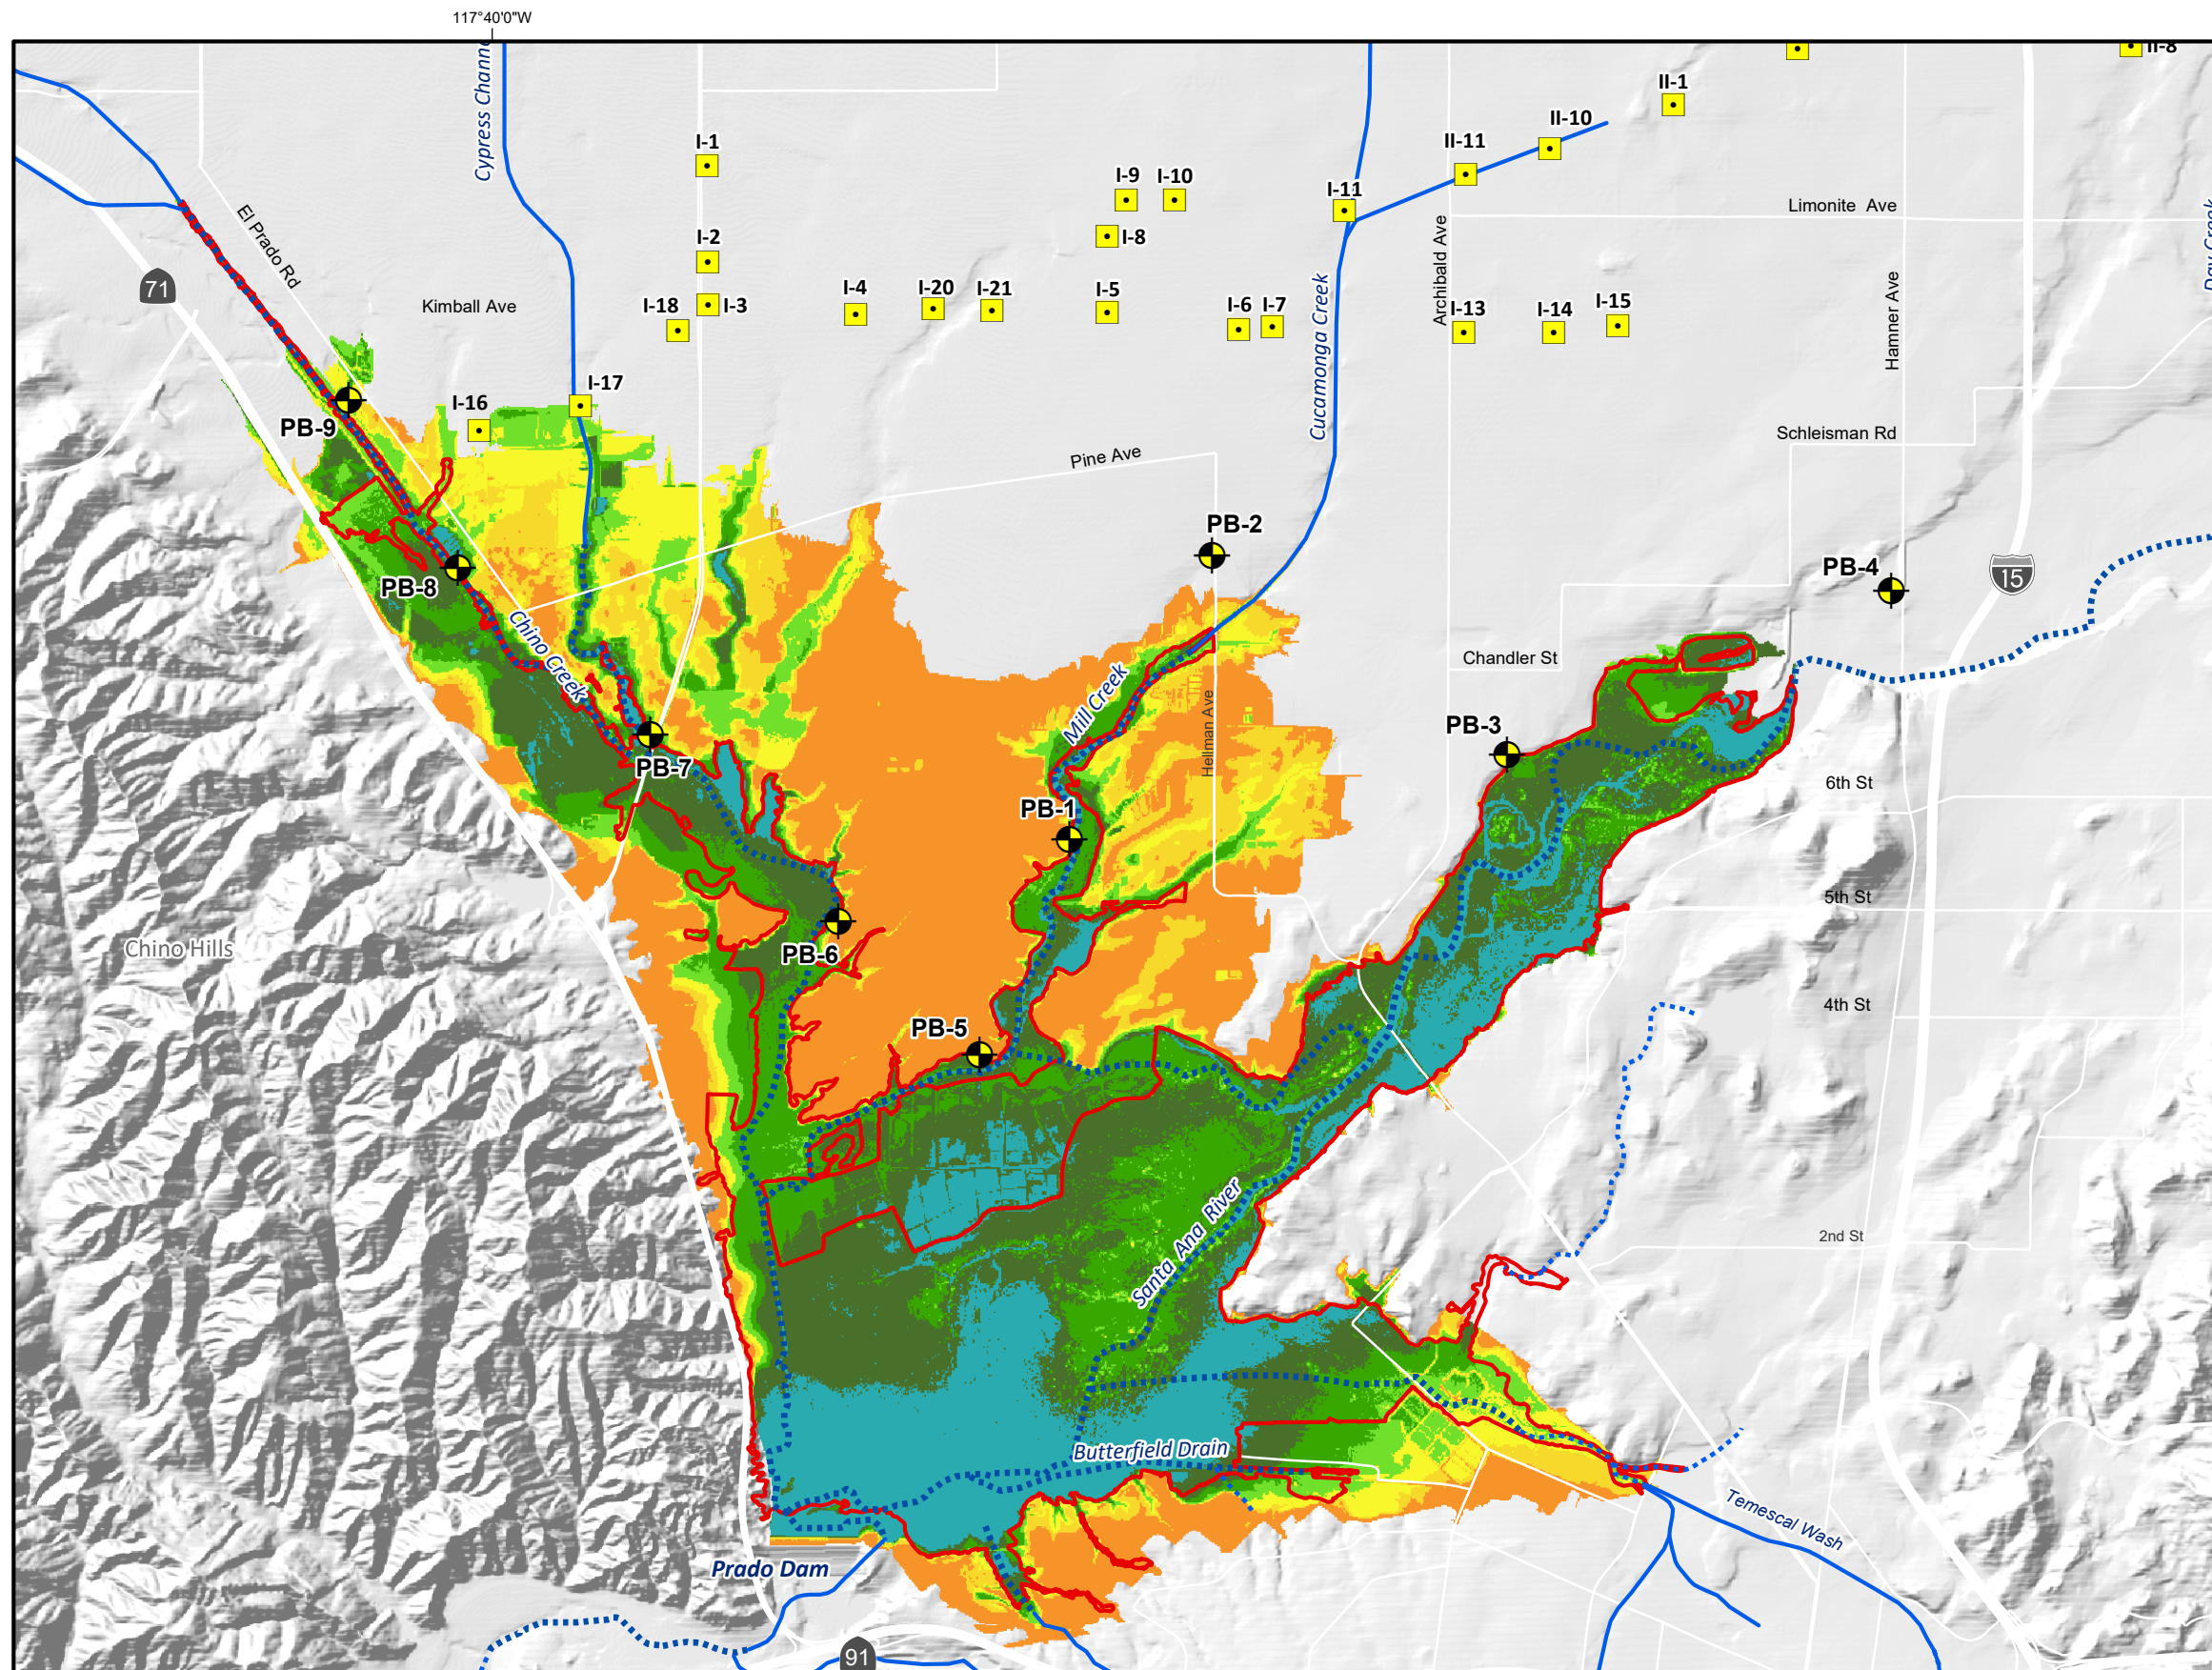 117°40'0"W
II-8
II-1
II-10
II-11
Cypress Channe
I-1
I-9
I-10
I-11
Limonite Ave
El Prado Rd
I-2
I-8
Archibald Ave
Day Creek
71
Kimball Ave
I-18
I-3
I-4
I-20
I-21
I-5
I-6
I-7
Cucamonga Creek
I-13
I-14
I-15
Hamner Ave
I-17
I-16
PB-9
Schleisman Rd
Pine Ave
PB-2
PB-4
15
PB-8
Chino Creek
Mill Creek
Hellman Ave
Chandler St
PB-3
PB-7
6th St
PB-1
5th St
Chino Hills
PB-6
4th St
PB-5
Santa Ana River
2nd St
Butterfield Drain
Temescal Wash
Prado Dam
91